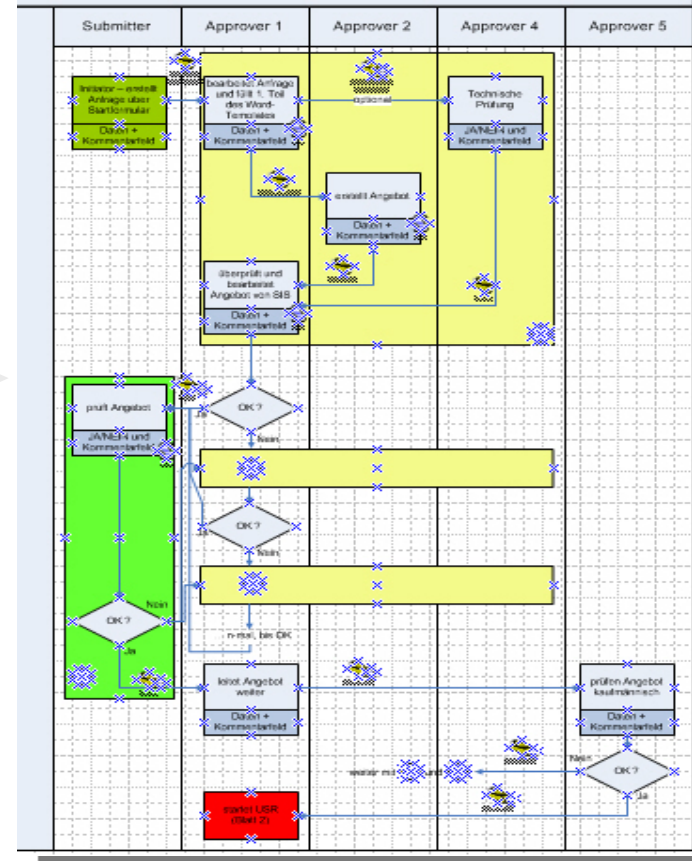 Submitter
Approver 1
Approver 2
Approver 4
Approver 5
Initiator – erstellt
Anfrage über
Startformular
Daten +
Kommentarfeld
bearbeitet Anfrage
und füllt 1. Teil
des Word-
Templates
Daten +
Kommentarfeld
optional
Technische
Prüfung
JA/NEIN und
Kommentarfeld
erstellt Angebot
Daten +
Kommentarfeld
überprüft und
bearbeitet
Angebot von SIS
Daten +
Kommentarfeld
prüft Angebot
JA/NEIN und
Kommentarfeld
OK?
Ja
Nein
OK?
Ja
Nein
OK?
Nein
Ja
n-mal, bis OK
leitet Angebot
weiter
Daten +
Kommentarfeld
prüfen Angebot
kaufmännisch
Daten +
Kommentarfeld
OK?
Nein
Ja
weiter mit und
startet USR
(Blatt 2)